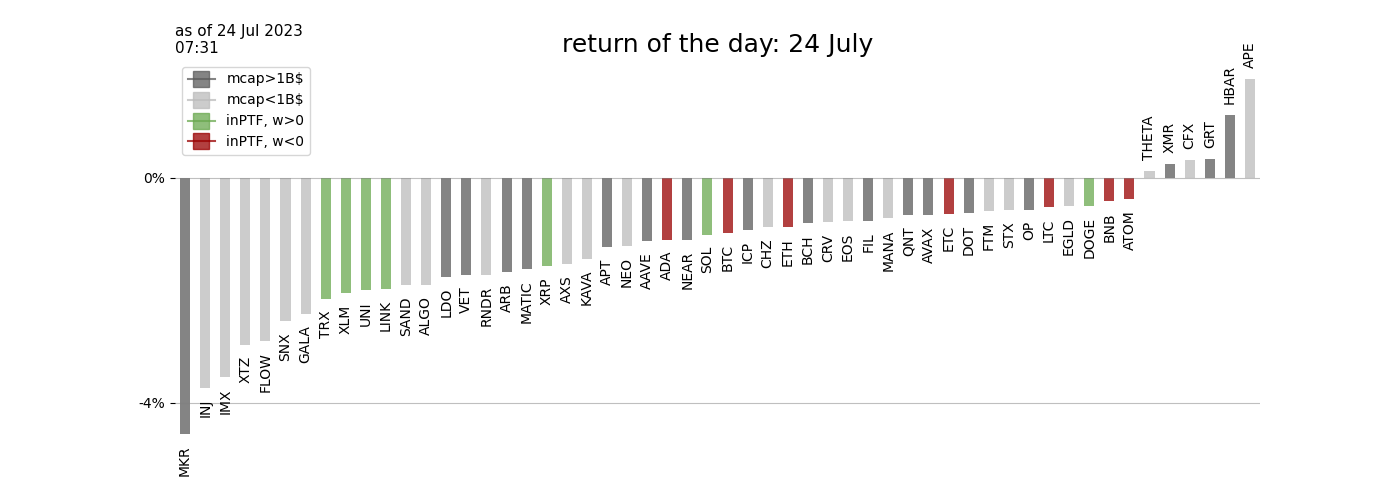 as of 24 Jul 2023
07:31
return of the day: 24 July
mcap>1B$
mcap<1B$
inPTF, w>0
inPTF, w<0
0%
-4%
MKR
INJ
IMX
XTZ
FLOW
SNX
GALA
TRX
XLM
UNI
LINK
SAND
ALGO
LDO
VET
RNDR
ARB
MATIC
XRP
AXS
KAVA
APT
NEO
AAVE
ADA
NEAR
SOL
BTC
ICP
CHZ
ETH
BCH
CRV
EOS
FIL
MANA
QNT
AVAX
ETC
DOT
FTM
STX
OP
LTC
EGLD
DOGE
BNB
ATOM
THETA
XMR
CFX
GRT
HBAR
APE